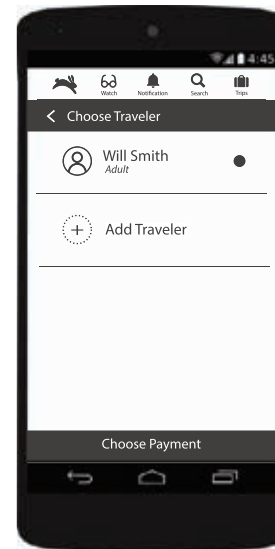 4:45
Watch Notification Search Trips
Choose Traveler
Will Smith
Adult
Add Traveler
Choose Payment